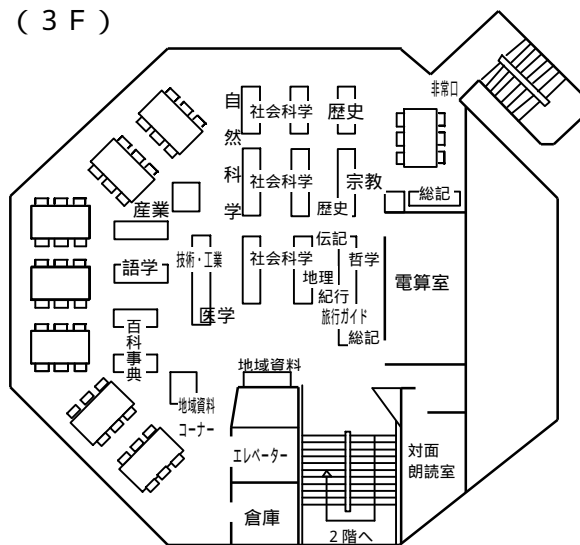 (3F)
非常口
自然科学
社会科学
歴史
社会科学
宗教
歴史
総記
産業
語学
技術・工業
医学
社会科学
伝記
哲学
地理
紀行
旅行ガイド
総記
電算室
百科事典
地域資料
地域資料
コーナー
エレベーター
対面
朗読室
倉庫
2階へ